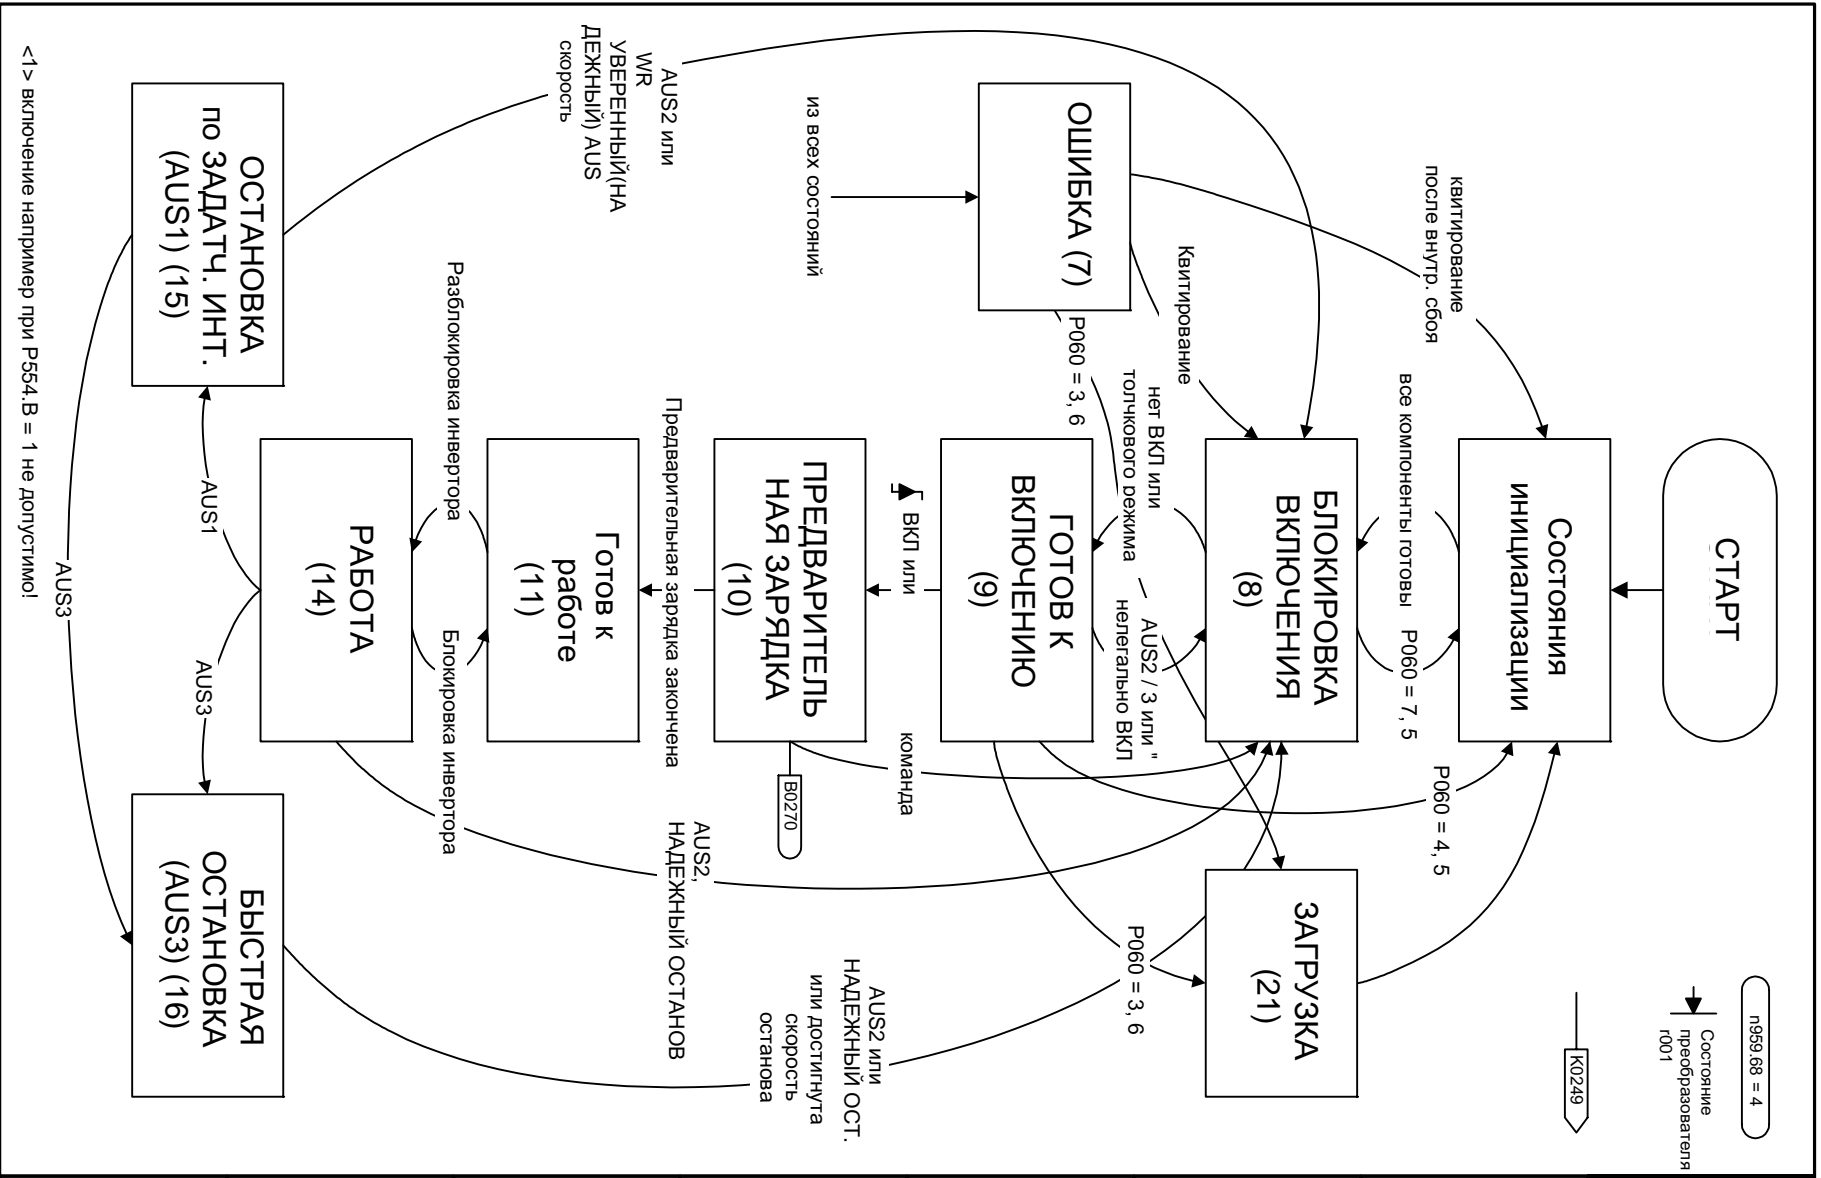 n959.68 = 4
Состояние
преобразователя
r001
K0249
СТАРТ
Состояния
инициализации
квитирование
после внутр. сбоя
все компоненты готовы
P060 = 7, 5
P060 = 4, 5
ОШИБКА (7)
из всех состояний
Квитирование
P060 = 3, 6
БЛОКИРОВКА
ВКЛЮЧЕНИЯ
(8)
ЗАГРУЗКА
(21)
нет ВКЛ или
толчкового режима
AUS2 / 3 или "
нелегально ВКЛ
P060 = 3, 6
ГОТОВ К
ВКЛЮЧЕНИЮ
(9)
ВКЛ или
команда
ПРЕДВАРИТЕЛЬ
НАЯ ЗАРЯДКА
(10)
B0270
AUS2 или
WR
УВЕРЕННЫЙ(НА
ДЕЖНЫЙ) AUS
скорость
AUS2 или
НАДЕЖНЫЙ ОСТ.
или достигнута
скорость
останова
Предварительная зарядка закончена
AUS2,
НАДЕЖНЫЙ ОСТАНОВ
Готов к
работе
(11)
Разблокировка инвертора
Блокировка инвертора
РАБОТА
(14)
AUS1
AUS3
ОСТАНОВКА
по ЗАДАТЧ. ИНТ.
(AUS1) (15)
БЫСТРАЯ
ОСТАНОВКА
(AUS3) (16)
AUS3
<1> включение например при P554.B = 1 не допустимо!